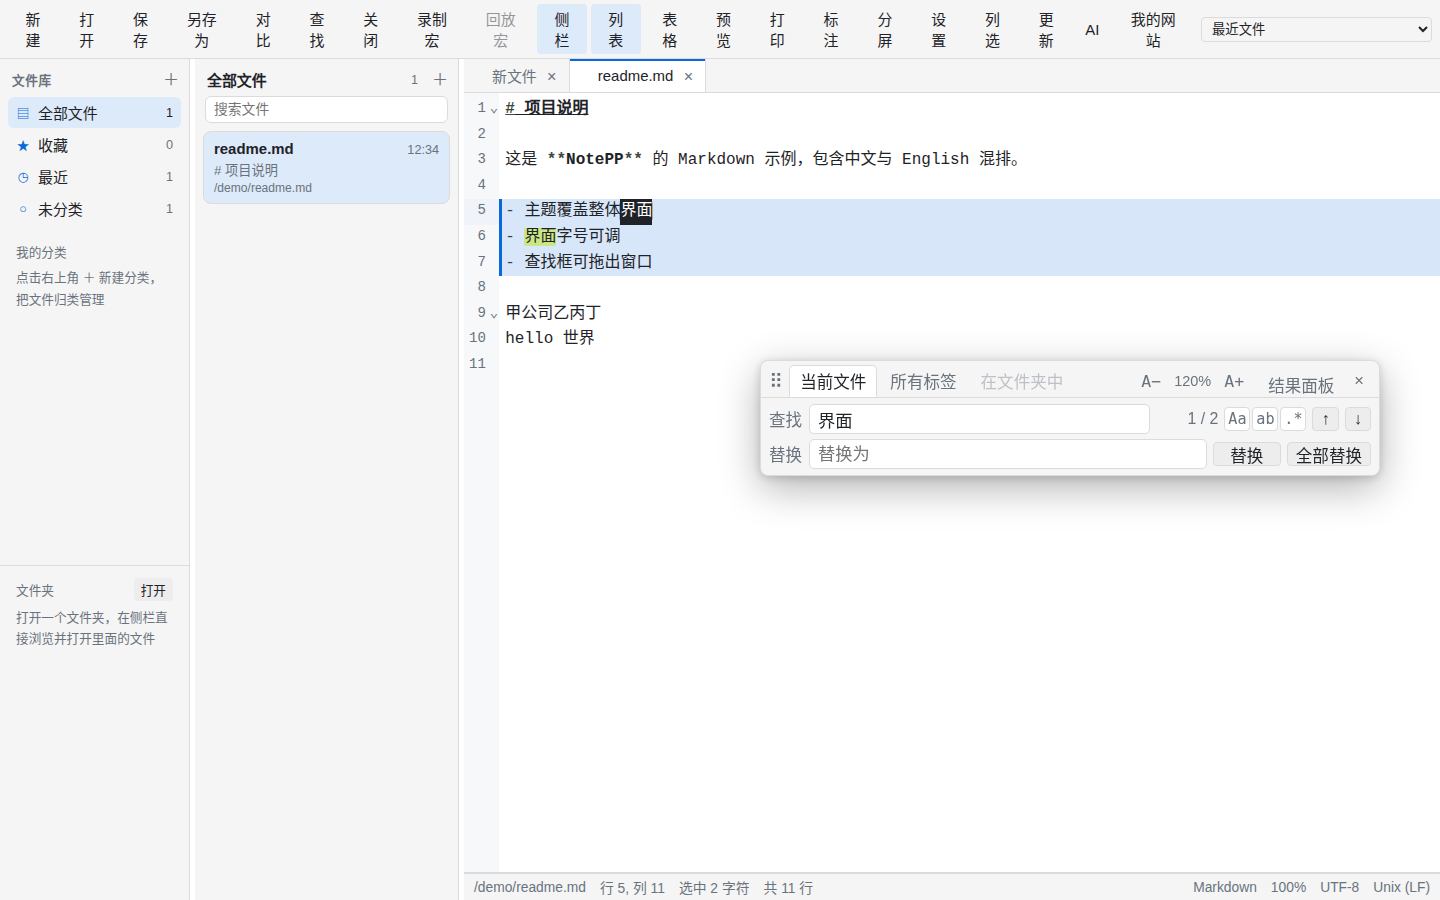 新建 打开 保存 另存为 对比 查找 关闭 录制宏 回放宏 侧栏 列表 表格 预览 打印 标注 分屏 设置 列选 更新 AI 我的网站 最近文件
文件库 ＋
全部文件 1
收藏 0
最近 1
未分类 1
我的分类
点击右上角 ＋ 新建分类，
把文件归类管理
文件夹 打开
打开一个文件夹，在侧栏直
接浏览并打开里面的文件
全部文件 1 ＋
搜索文件
readme.md 12:34
# 项目说明
/demo/readme.md
新文件 × readme.md ×
1 # 项目说明
2
3 这是 **NotePP** 的 Markdown 示例，包含中文与 English 混排。
4
5 - 主题覆盖整体界面
6 - 界面字号可调
7 - 查找框可拖出窗口
8
9 甲公司乙丙丁
10 hello 世界
11
当前文件 所有标签 在文件夹中 A− 120% A+ 结果面板 ×
查找 界面 1 / 2 Aa ab .* ↑ ↓
替换 替换为 替换 全部替换
/demo/readme.md 行 5, 列 11 选中 2 字符 共 11 行 Markdown 100% UTF-8 Unix (LF)